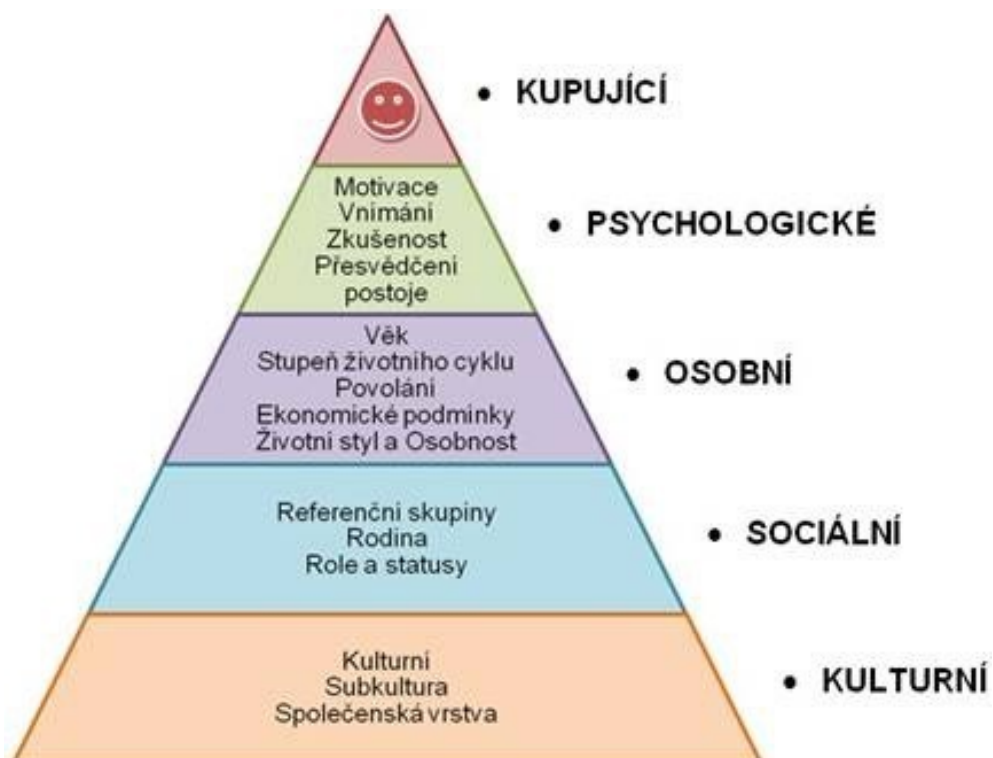 • KUPUJÍCÍ
Motivace
Vnímání
Zkušenost
Přesvědčení
postoje
• PSYCHOLOGICKÉ
Věk
Stupeň životního cyklu
Povolání
Ekonomické podmínky
Životní styl a Osobnost
• OSOBNÍ
Referenční skupiny
Rodina
Role a statusy
• SOCIÁLNÍ
Kulturní
Subkultura
Společenská vrstva
• KULTURNÍ